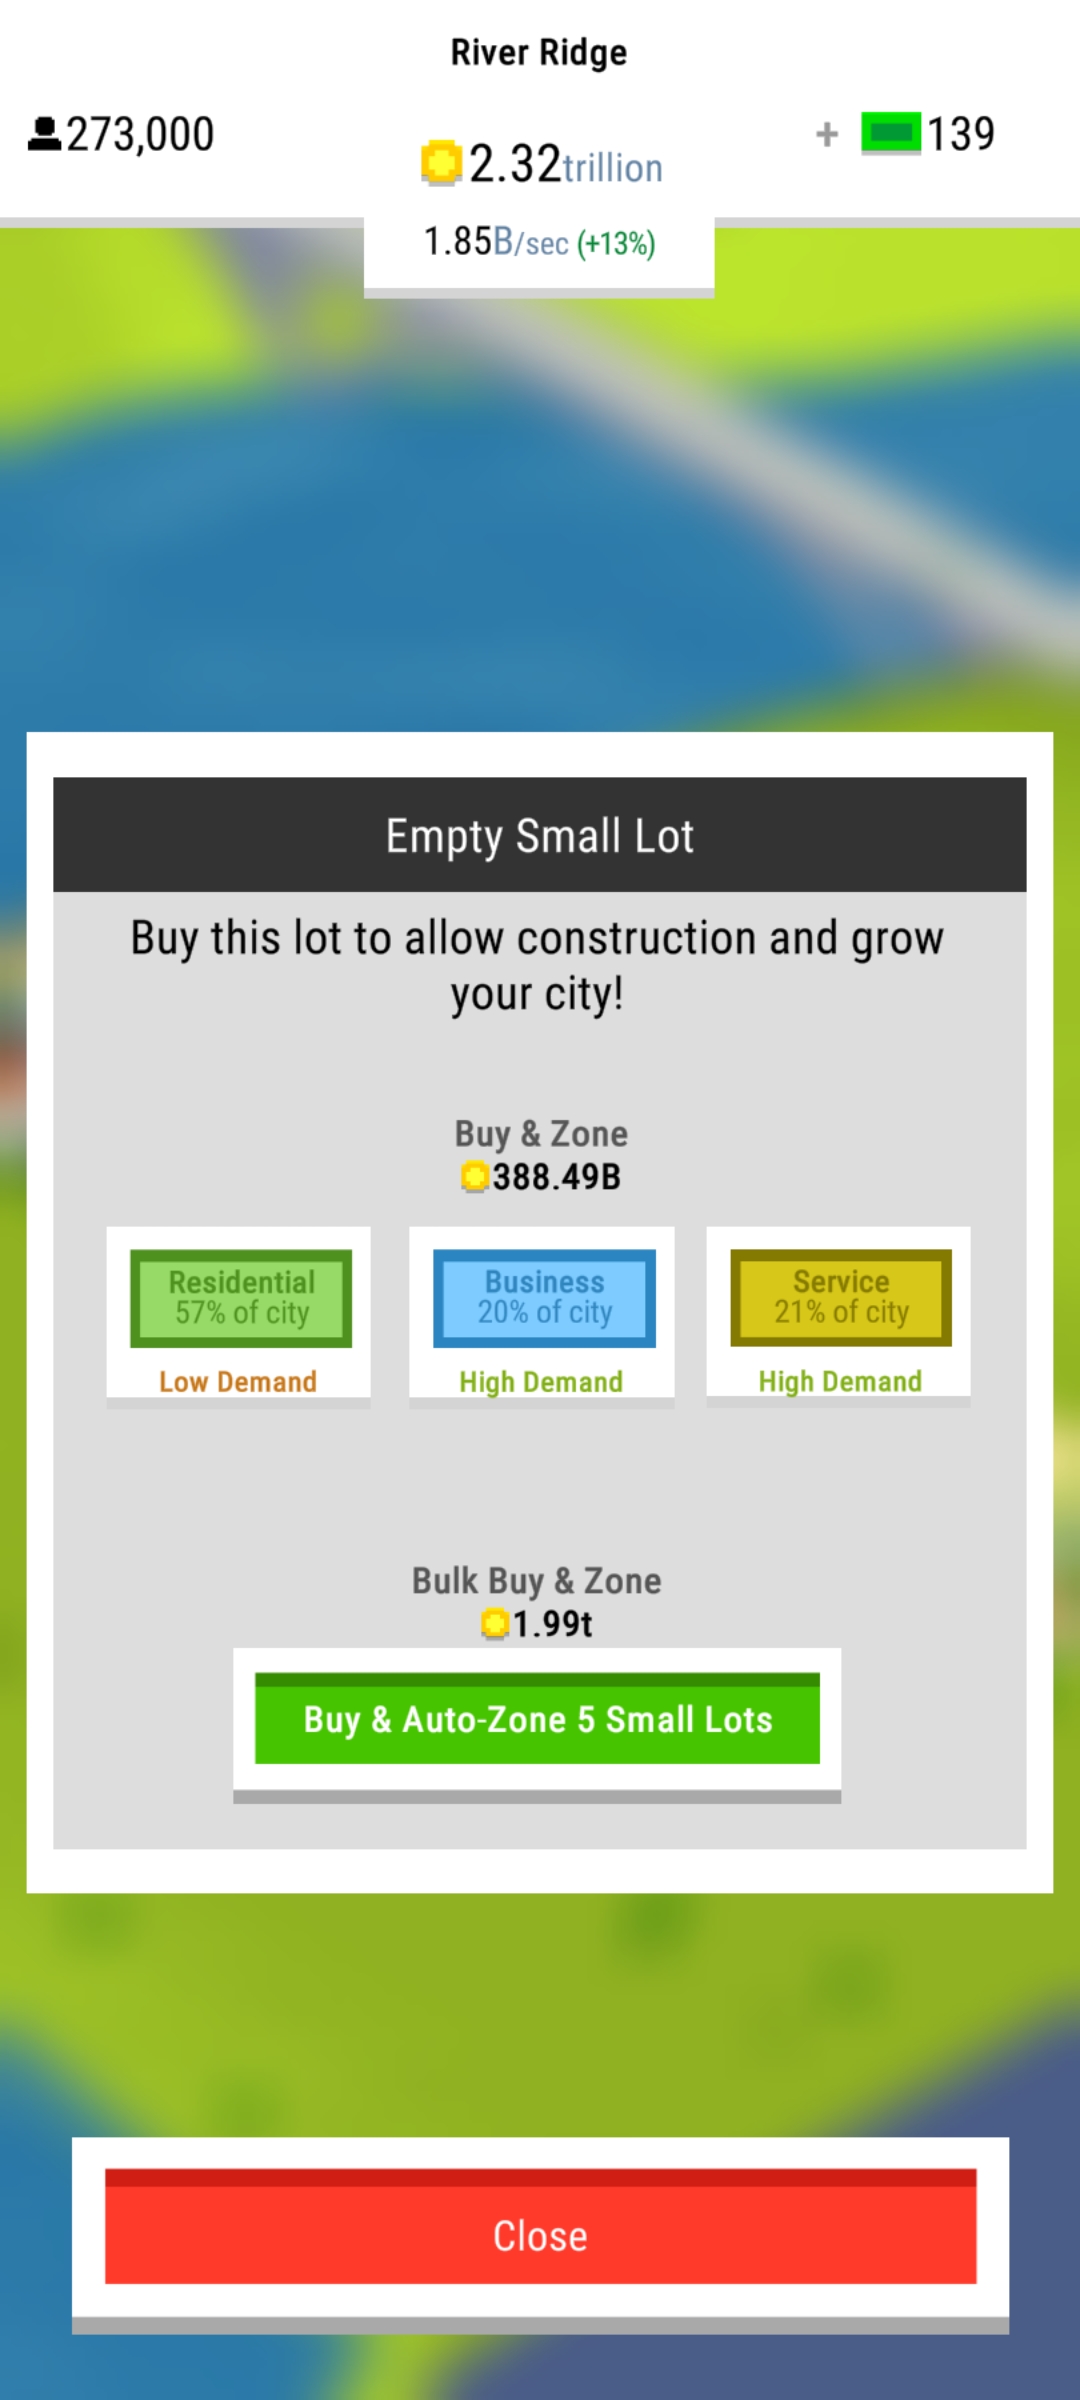 River Ridge
273,000
2.32trillion
+ 139
1.85B/sec (+13%)
Empty Small Lot
Buy this lot to allow construction and grow
your city!
Buy & Zone
388.49B
Residential
57% of city
Low Demand
Business
20% of city
High Demand
Service
21% of city
High Demand
Bulk Buy & Zone
1.99t
Buy & Auto-Zone 5 Small Lots
Close